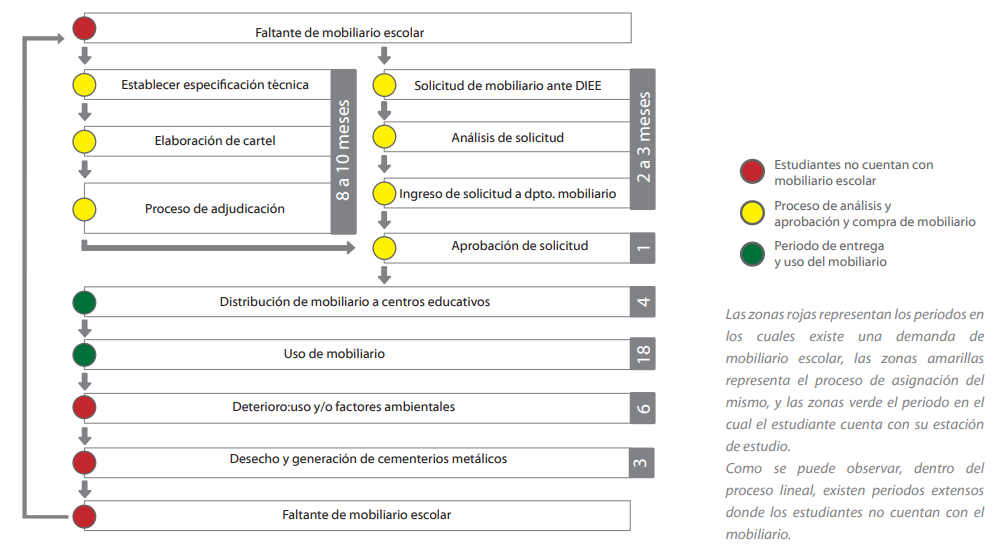 Faltante de mobiliario escolar
Establecer especificación técnica
Elaboración de cartel
Proceso de adjudicación
8 a 10 meses
Solicitud de mobiliario ante DIEE
Análisis de solicitud
Ingreso de solicitud a dpto. mobiliario
2 a 3 meses
Aprobación de solicitud
1
Distribución de mobiliario a centros educativos
4
Uso de mobiliario
18
Deterioro:uso y/o factores ambientales
6
Desecho y generación de cementerios metálicos
3
Faltante de mobiliario escolar
Estudiantes no cuentan con
mobiliario escolar
Proceso de análisis y
aprobación y compra de mobiliario
Periodo de entrega
y uso del mobiliario
Las zonas rojas representan los periodos en
los cuales existe una demanda de
mobiliario escolar, las zonas amarillas
representa el proceso de asignación del
mismo, y las zonas verde el periodo en el
cual el estudiante cuenta con su estación
de estudio.
Como se puede observar, dentro del
proceso lineal, existen periodos extensos
donde los estudiantes no cuentan con el
mobiliario.